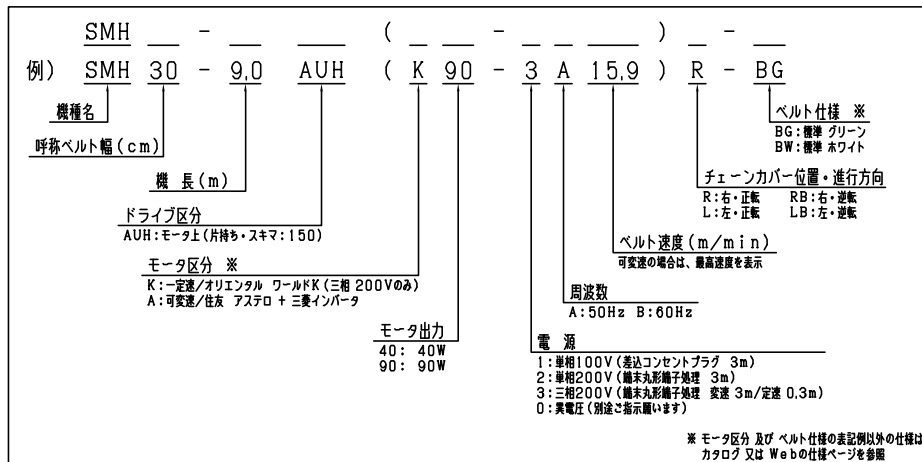 SMH - ( - ) -
例) SMH 30 - 9.0 AUH ( K 90 - 3 A 15.9 ) R - BG
機種名
呼称ベルト幅(cm)
機 長(m)
ドライブ区分
AUH:モータ上(片持ち・スキマ:150)
モータ区分 ※
K:一定速/オリエンタル ワールドK(三相 200Vのみ)
A:可変速/住友 アステロ + 三菱インバータ
モータ出力
40: 40W
90: 90W
ベルト仕様 ※
BG:標準 グリーン
BW:標準 ホワイト
チェーンカバー位置・進行方向
R:右・正転 RB:右・逆転
L:左・正転 LB:左・逆転
ベルト速度(m/min)
可変速の場合は、最高速度を表示
周波数
A:50Hz B:60Hz
電 源
1:単相100V(差込コンセントプラグ 3m)
2:単相200V(端末丸形端子処理 3m)
3:三相200V(端末丸形端子処理 変速 3m/定速 0.3m)
0:異電圧(別途ご指示願います)
※ モータ区分 及び ベルト仕様の表記例以外の仕様は
カタログ 又は Webの仕様ページを参照